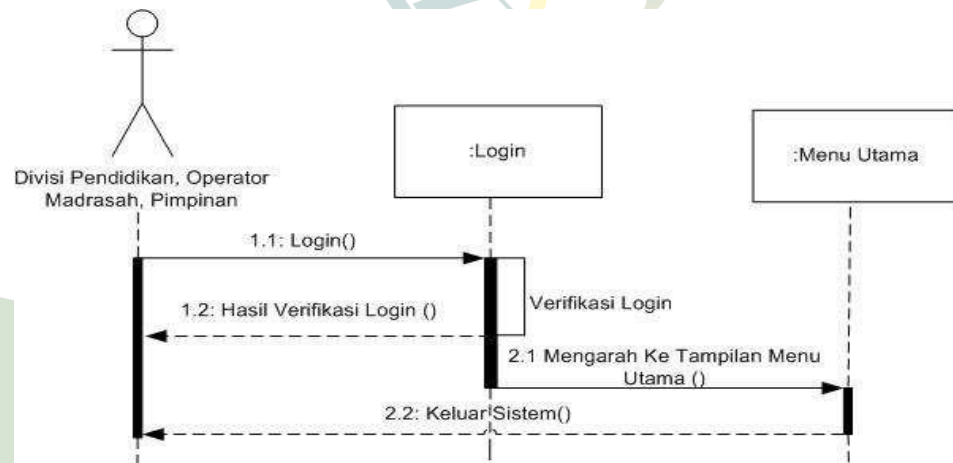 :Login
:Menu Utama
Divisi Pendidikan, Operator
Madrasah, Pimpinan
1.1: Login()
Verifikasi Login
1.2: Hasil Verifikasi Login ()
2.1 Mengarah Ke Tampilan Menu
Utama ()
2.2: Keluar Sistem()